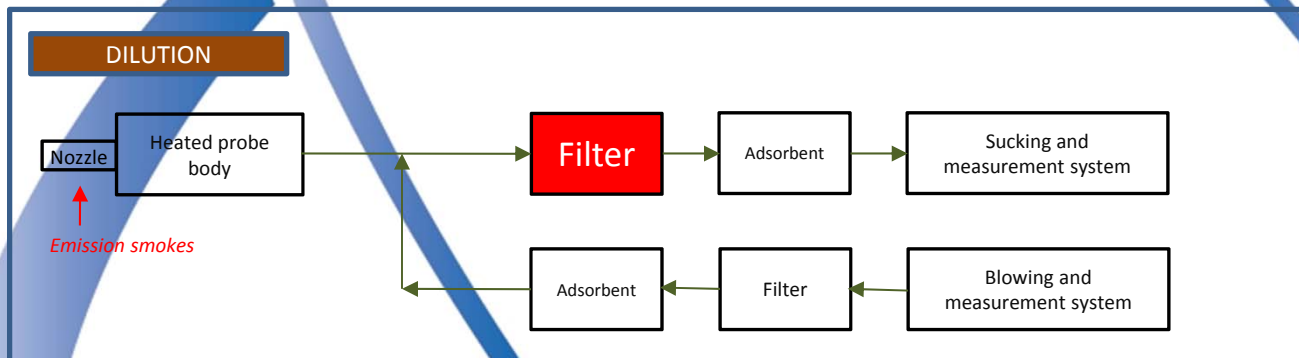 DILUTION
Nozzle
Heated probe
body
Filter
Adsorbent
Sucking and
measurement system
Emission smokes
Adsorbent
Filter
Blowing and
measurement system